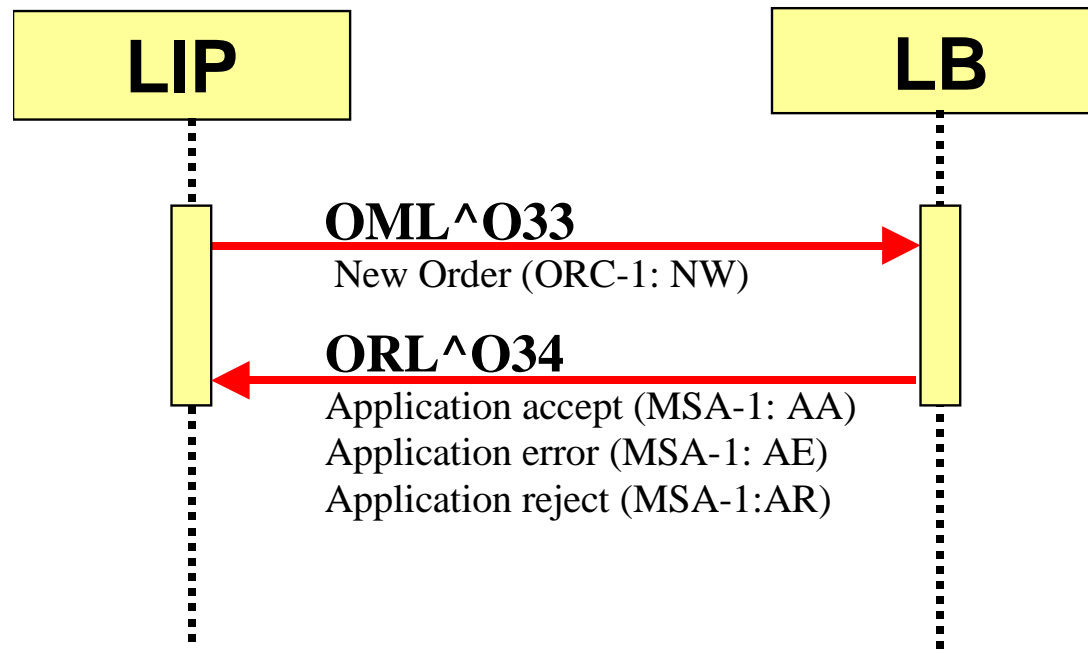 LIP
LB
OML^O33
New Order (ORC-1: NW)
ORL^O34
Application accept (MSA-1: AA)
Application error (MSA-1: AE)
Application reject (MSA-1:AR)